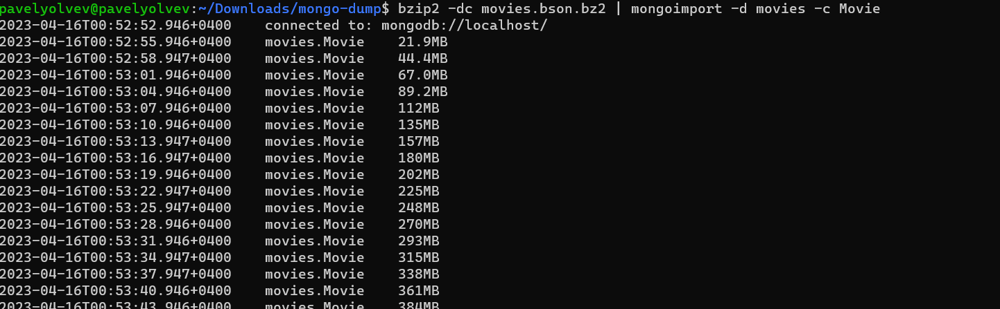 pavelyolvev@pavelyolvev:~/Downloads/mongo-dump$ bzip2 -dc movies.bson.bz2 | mongoimport -d movies -c Movie
2023-04-16T00:52:52.946+0400    connected to: mongodb://localhost/
2023-04-16T00:52:55.946+0400    movies.Movie    21.9MB
2023-04-16T00:52:58.947+0400    movies.Movie    44.4MB
2023-04-16T00:53:01.946+0400    movies.Movie    67.0MB
2023-04-16T00:53:04.946+0400    movies.Movie    89.2MB
2023-04-16T00:53:07.946+0400    movies.Movie    112MB
2023-04-16T00:53:10.946+0400    movies.Movie    135MB
2023-04-16T00:53:13.947+0400    movies.Movie    157MB
2023-04-16T00:53:16.947+0400    movies.Movie    180MB
2023-04-16T00:53:19.946+0400    movies.Movie    202MB
2023-04-16T00:53:22.947+0400    movies.Movie    225MB
2023-04-16T00:53:25.947+0400    movies.Movie    248MB
2023-04-16T00:53:28.946+0400    movies.Movie    270MB
2023-04-16T00:53:31.946+0400    movies.Movie    293MB
2023-04-16T00:53:34.947+0400    movies.Movie    315MB
2023-04-16T00:53:37.947+0400    movies.Movie    338MB
2023-04-16T00:53:40.946+0400    movies.Movie    361MB
2023-04-16T00:53:43.946+0400    movies.Movie    384MB